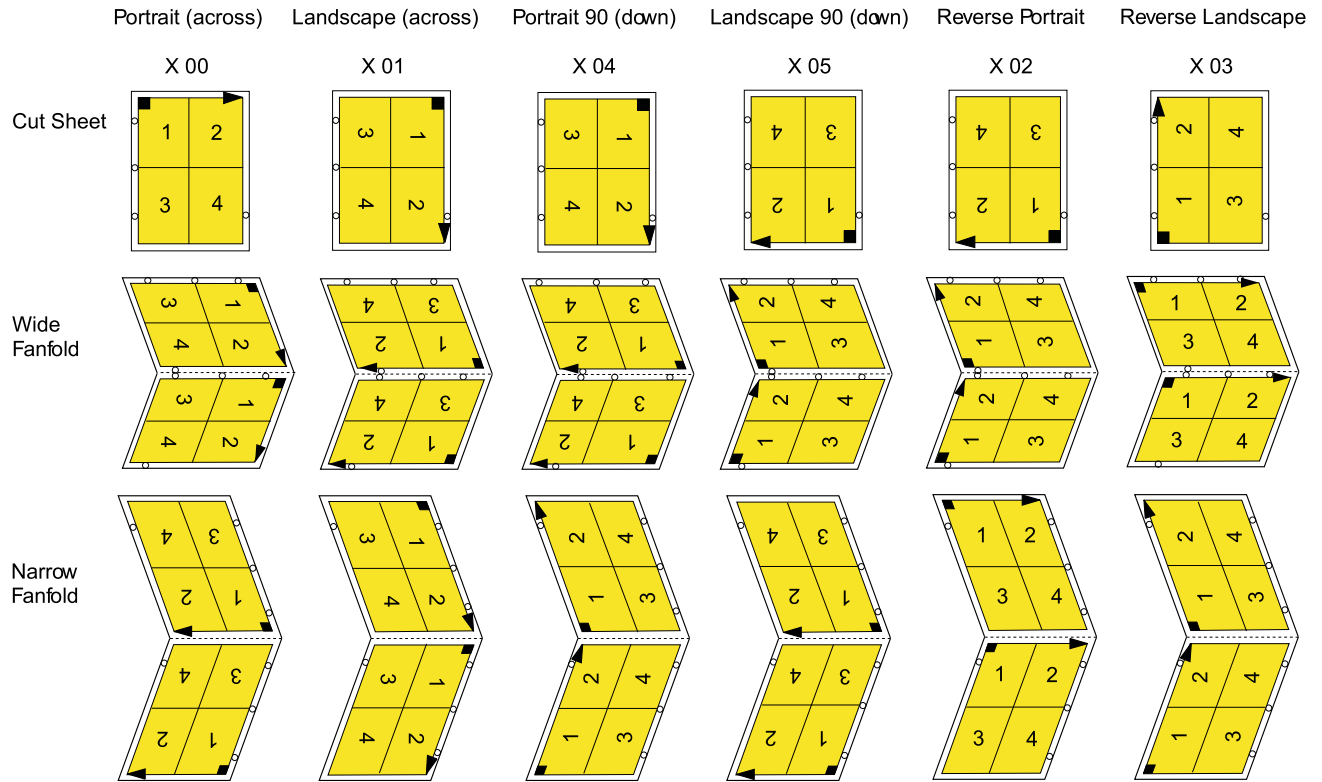 Portrait (across) Landscape (across) Portrait 90 (down) Landscape 90 (down) Reverse Portrait Reverse Landscape
X 00 X 01 X 04 X 05 X 02 X 03
Cut Sheet
1 2 3 1 3 1 4 3 4 3 2 4
3 4 4 2 4 2 2 1 2 1 1 3
Wide
Fanfold
3 1 4 3 4 3 2 4 2 4 1 2
4 2 2 1 2 1 1 3 1 3 3 4
3 1 4 3 4 3 2 4 2 4 1 2
4 2 2 1 2 1 1 3 1 3 3 4
Narrow
Fanfold
4 3 3 1 2 4 4 3 1 2 2 4
2 1 4 2 1 3 2 1 3 4 1 3
4 3 3 1 2 4 4 3 1 2 2 4
2 1 4 2 1 3 2 1 3 4 1 3